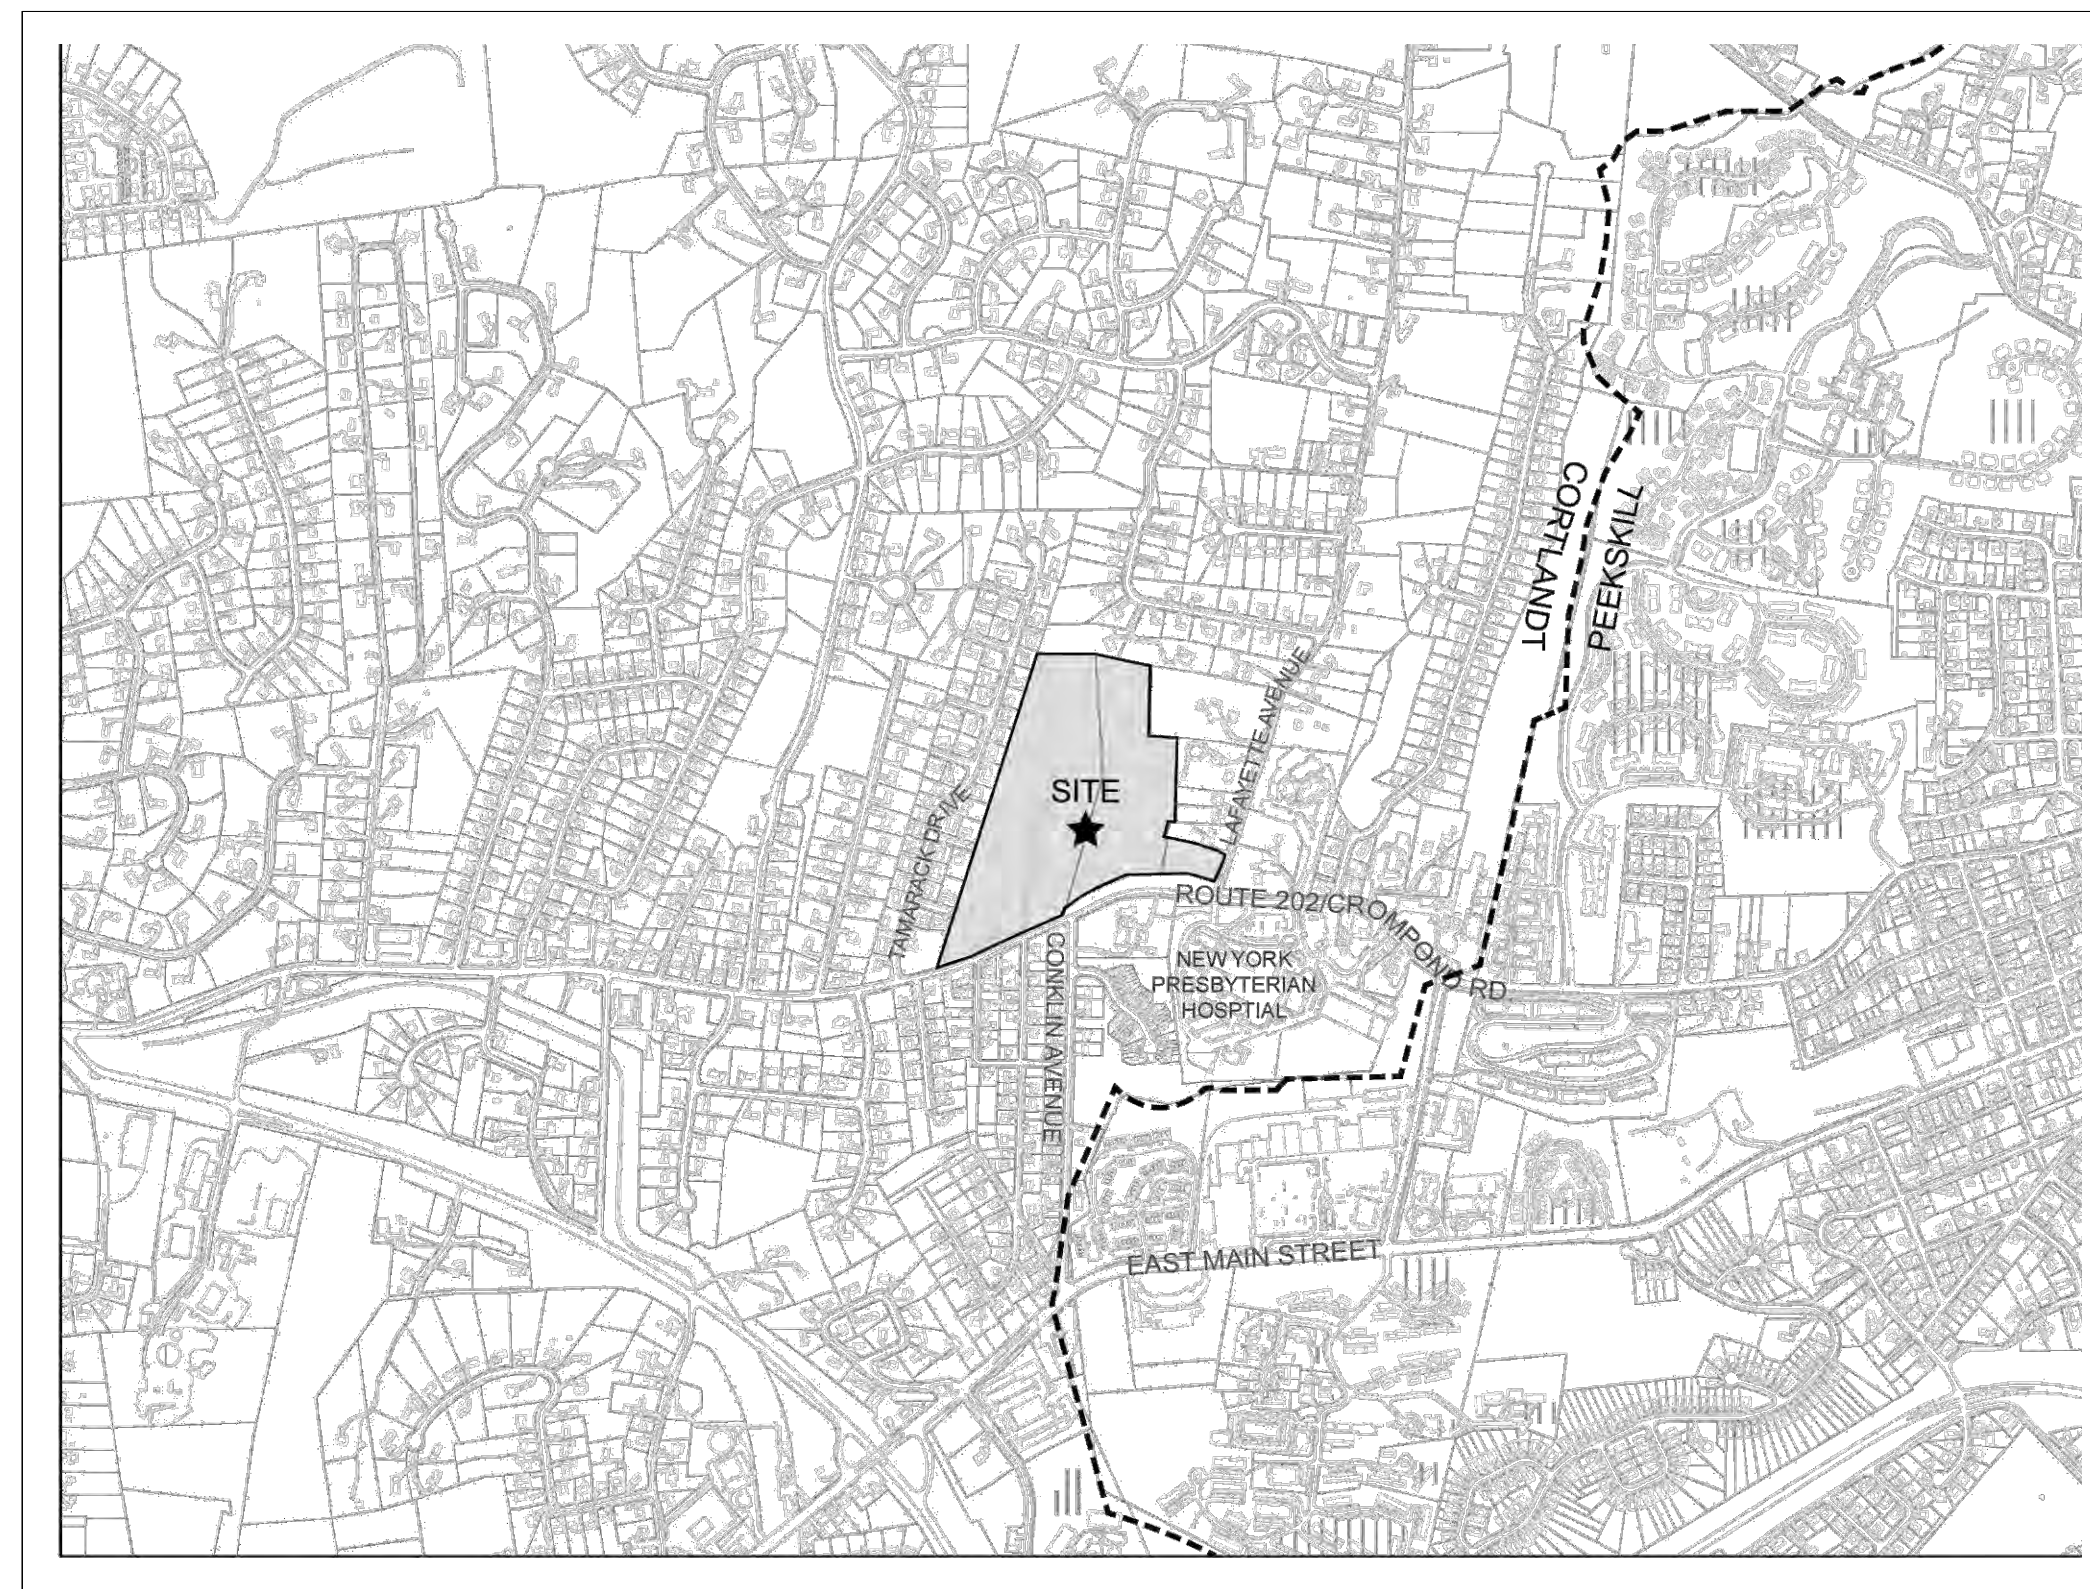 CORTLANDT
PEEKSKILL
LAFAYETTE AVENUE
SITE
TAMARACK DRIVE
ROUTE 202/CROMPOND RD
CONKLIN AVENUE
NEW YORK
PRESBYTERIAN
HOSPTIAL
EAST MAIN STREET